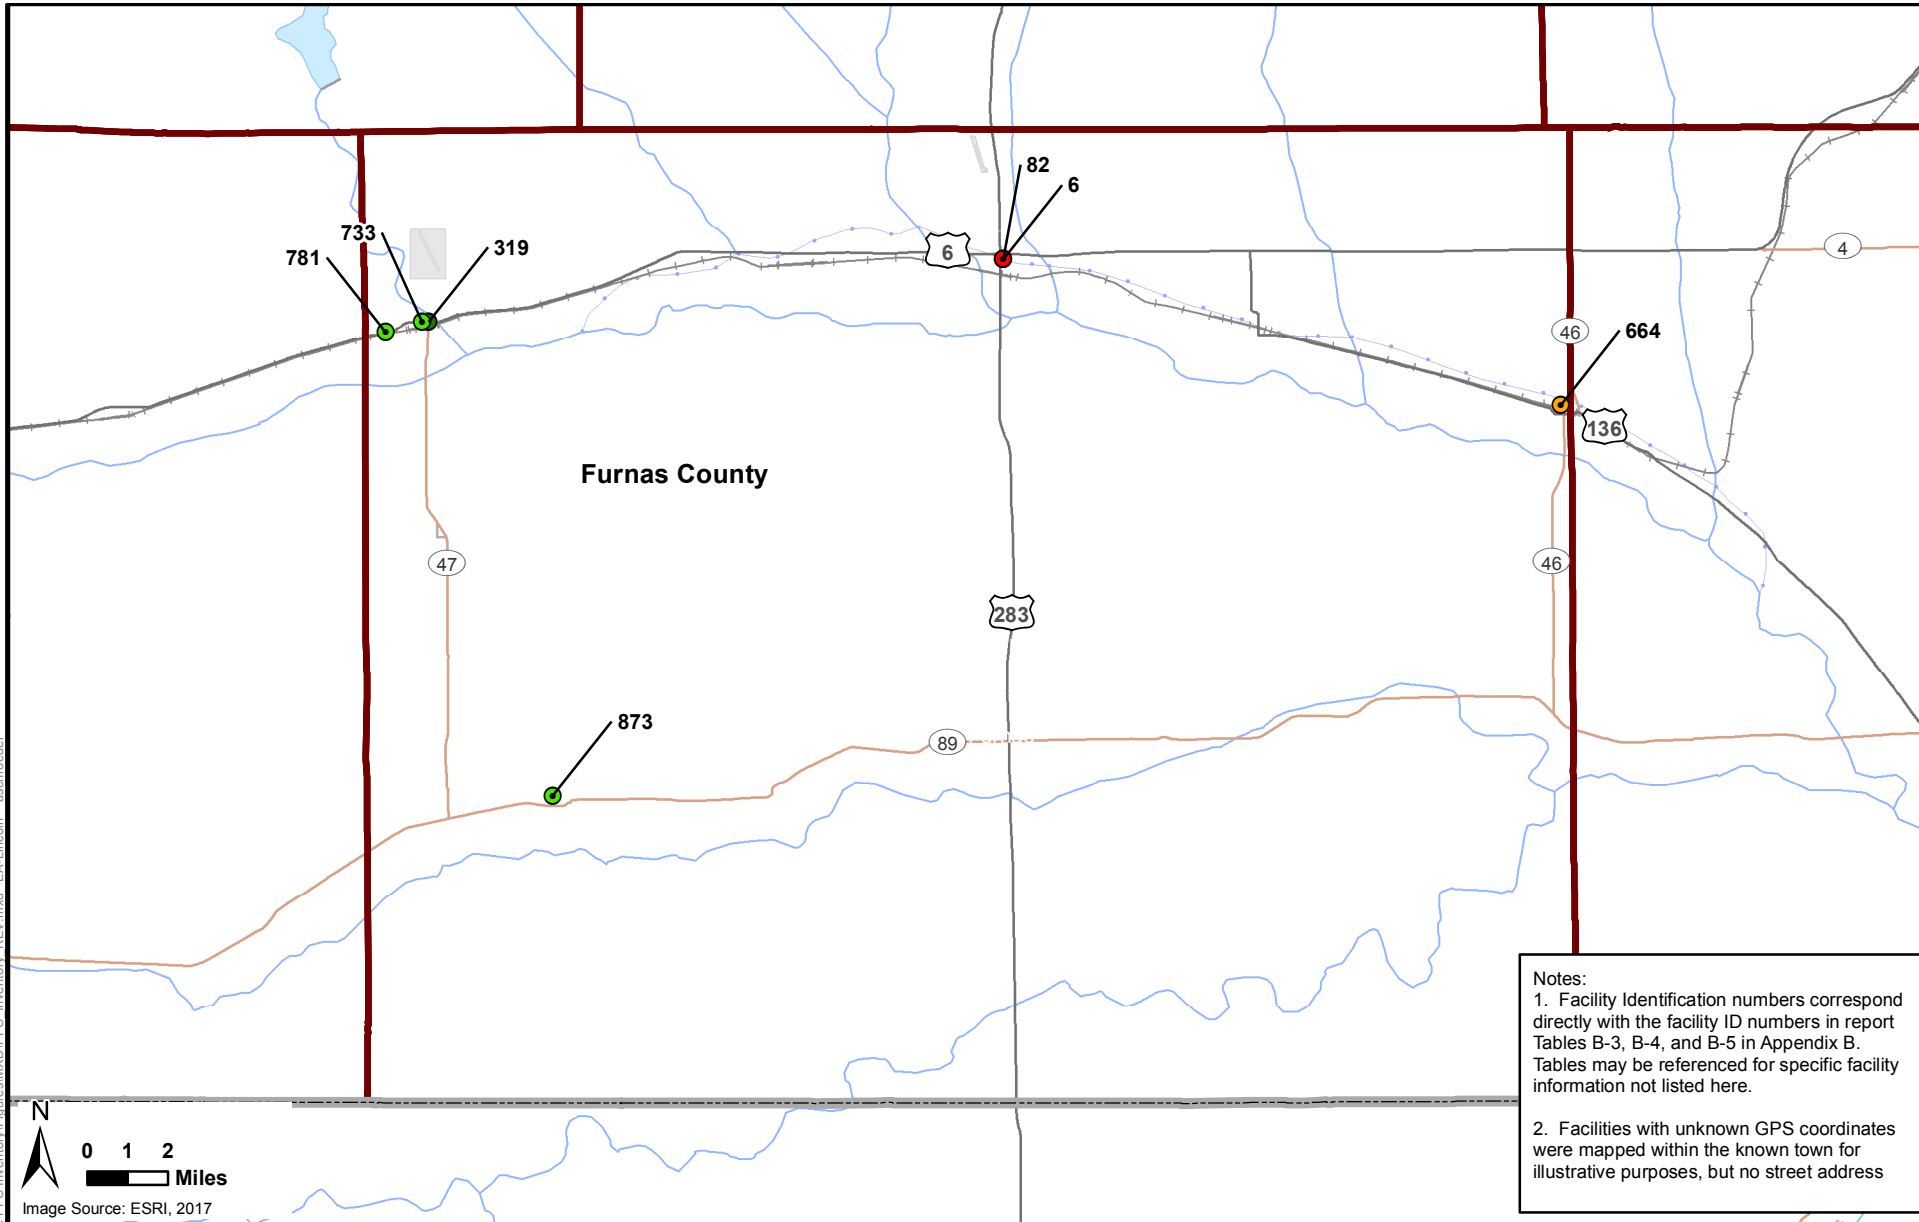 82
6
733
319
781
6
4
46
664
136
Furnas County
47
46
283
873
89
N
0 1 2
Miles
Image Source: ESRI, 2017
Notes:
1. Facility Identification numbers correspond
directly with the facility ID numbers in report
Tables B-3, B-4, and B-5 in Appendix B.
Tables may be referenced for specific facility
information not listed here.
2. Facilities with unknown GPS coordinates
were mapped within the known town for
illustrative purposes, but no street address